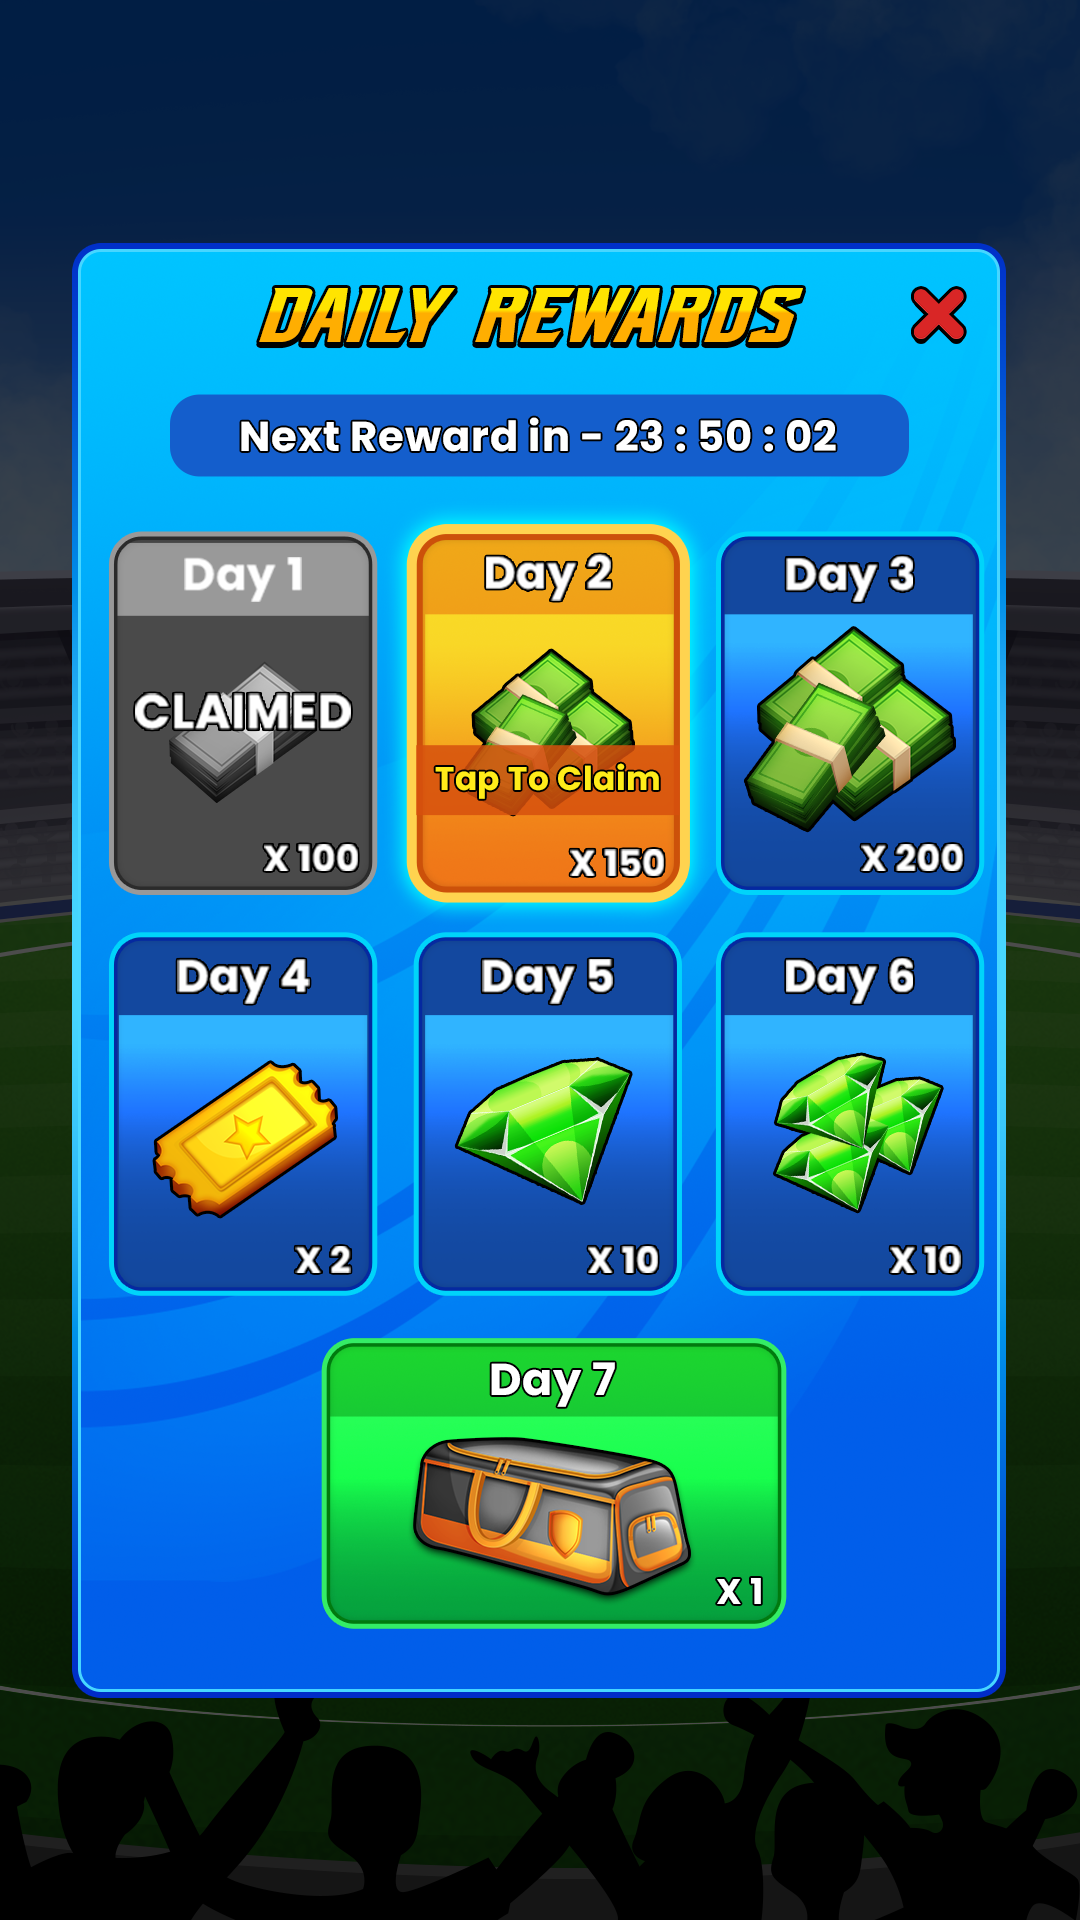 DAILY REWARDS
Next Reward in - 23 : 50 : 02
Day 1
CLAIMED
X 100
Day 2
Tap To Claim
X 150
Day 3
X 200
Day 4
X 2
Day 5
X 10
Day 6
X 10
Day 7
X 1